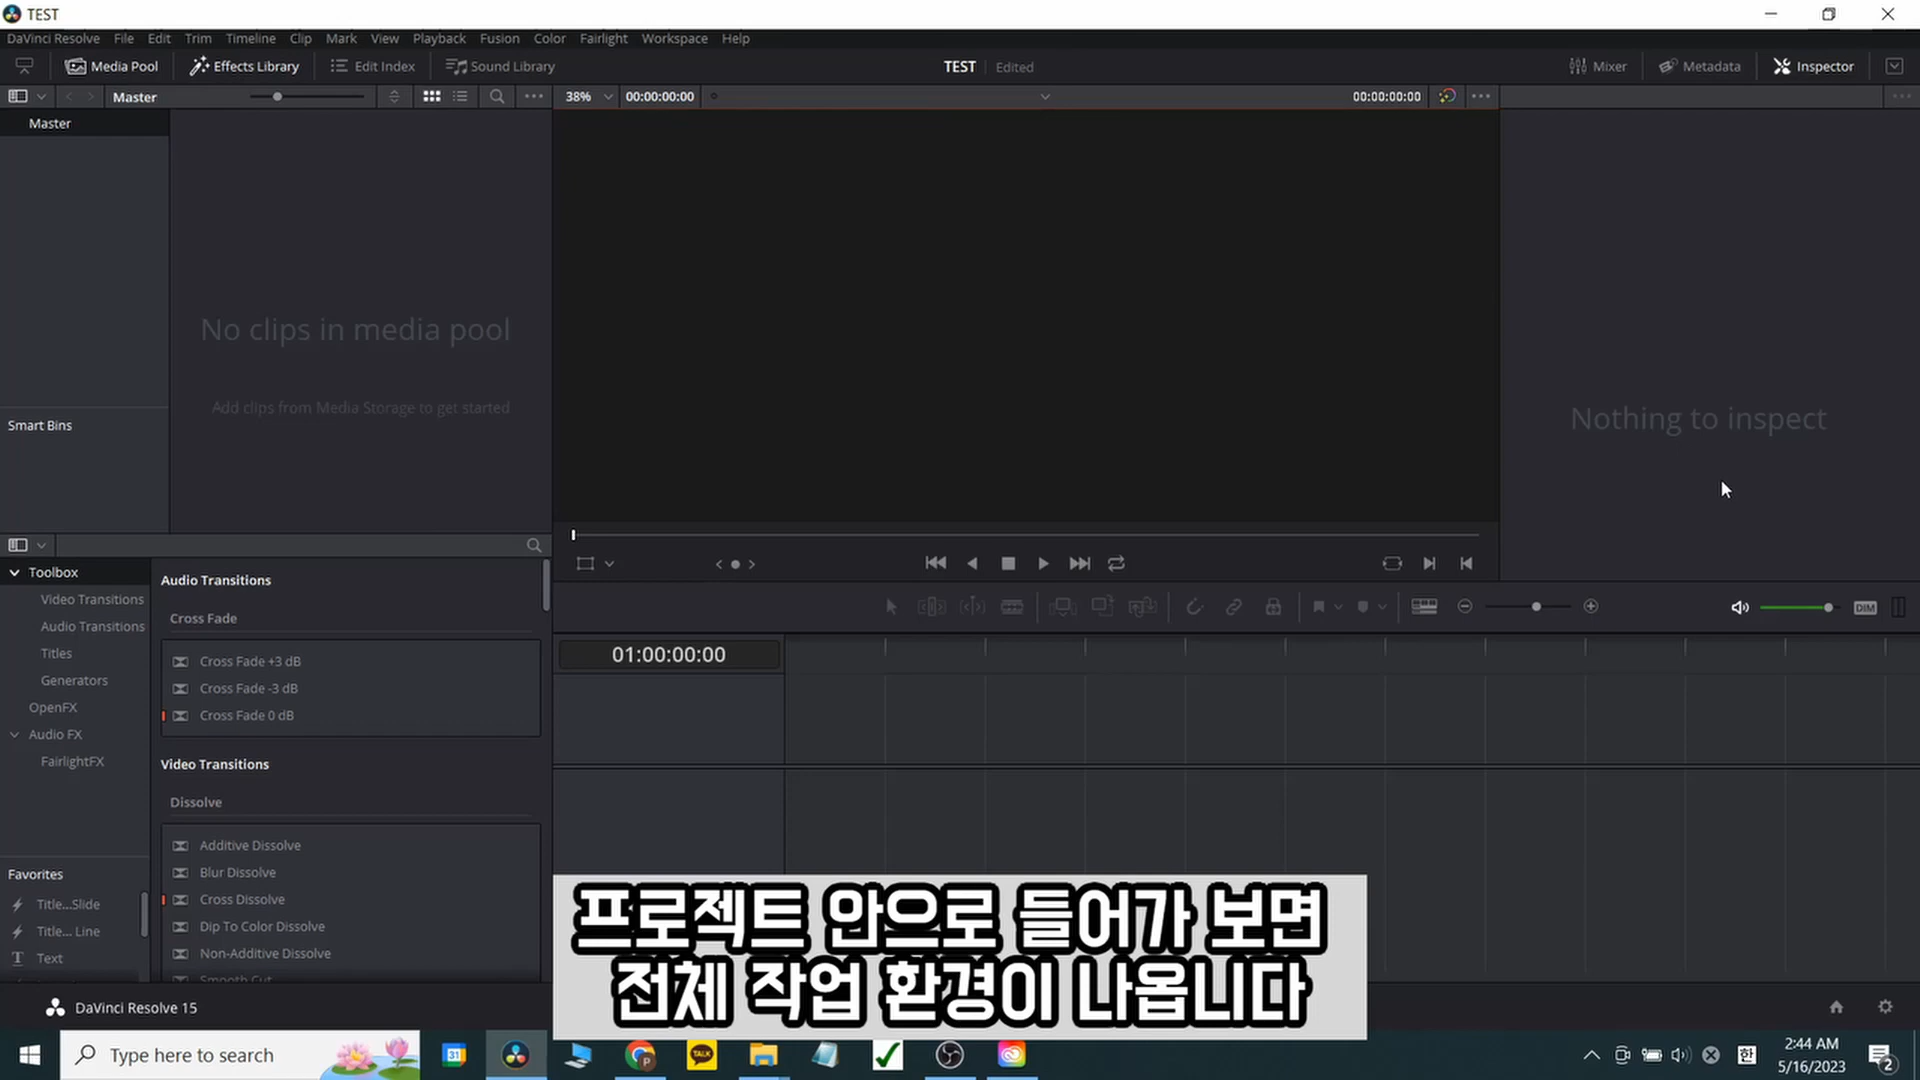 TEST
DaVinci Resolve File Edit Trim Timeline Clip Mark View Playback Fusion Color Fairlight Workspace Help
Media Pool Effects Library Edit Index Sound Library TEST Edited Mixer Metadata Inspector
Master 38% 00:00:00:00 00:00:00:00
Master
No clips in media pool
Add clips from Media Storage to get started
Smart Bins
Nothing to inspect
Toolbox
Video Transitions
Audio Transitions
Titles
Generators
OpenFX
Audio FX
FairlightFX
Audio Transitions
Cross Fade
Cross Fade +3 dB
Cross Fade -3 dB
Cross Fade 0 dB
Video Transitions
Dissolve
Additive Dissolve
Blur Dissolve
Cross Dissolve
Dip To Color Dissolve
Non-Additive Dissolve
Smooth Cut
Favorites
Title...Slide
Title... Line
T Text
DIM
01:00:00:00
프로젝트 안으로 들어가 보면
전체 작업 환경이 나옵니다
DaVinci Resolve 15
Type here to search
31
P
TALK
한
2:44 AM
5/16/2023
2